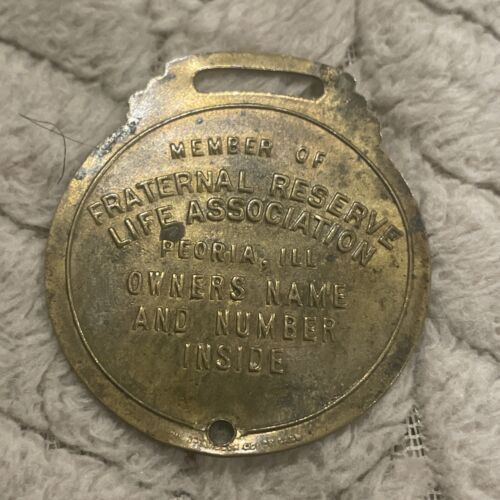 MEMBER OF
FRATERNAL RESERVE
LIFE ASSOCIATION
PEORIA, ILL
OWNERS NAME
AND NUMBER
INSIDE